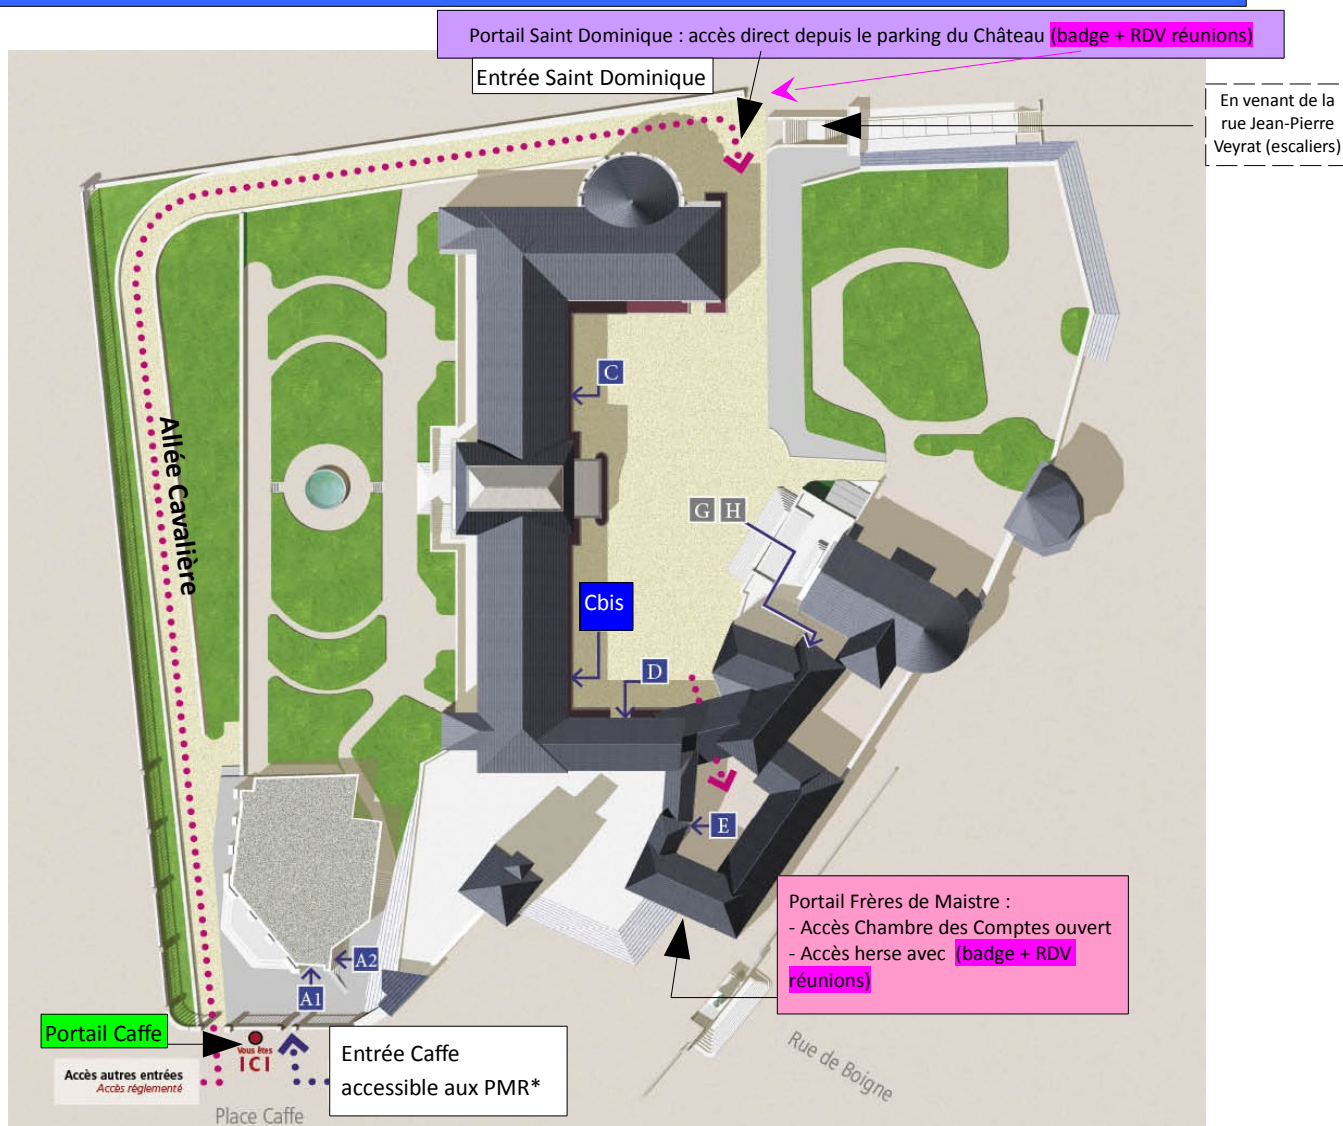 Portail Saint Dominique : accès direct depuis le parking du Château (badge + RDV réunions)
Entrée Saint Dominique
En venant de la
rue Jean-Pierre
Veyrat (escaliers)
Allée Cavalière
C
G H
Cbis
D
E
Portail Frères de Maistre :
- Accès Chambre des Comptes ouvert
- Accès herse avec (badge + RDV
réunions)
A2
A1
Portail Caffe
Vous êtes
ICI
Entrée Caffe
accessible aux PMR*
Accès autres entrées
Accès réglementé
Place Caffe
Rue de Boigne